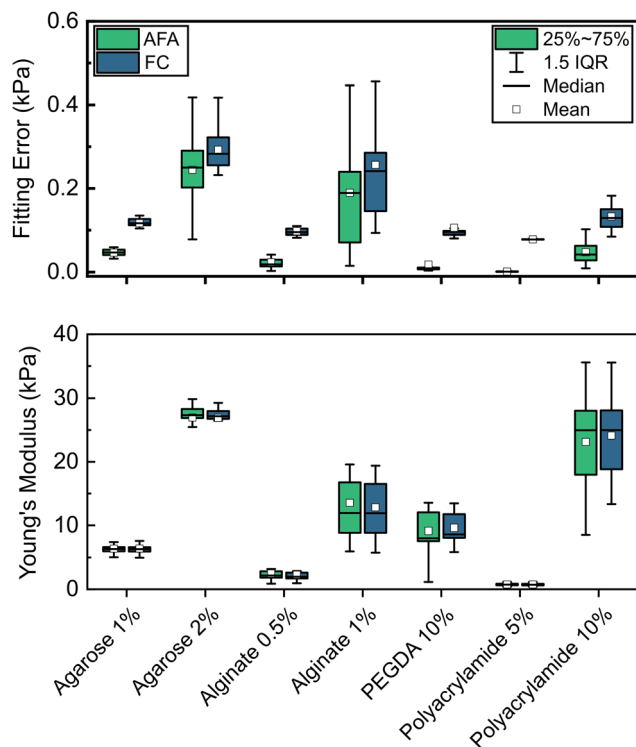 0.6
0.4
0.2
0.0
Fitting Error (kPa)
AFA
FC
25%~75%
1.5 IQR
Median
Mean
40
30
20
10
0
Young's Modulus (kPa)
Agarose 1%
Agarose 2%
Alginate 0.5%
Alginate 1%
PEGDA 10%
Polyacrylamide 5%
Polyacrylamide 10%